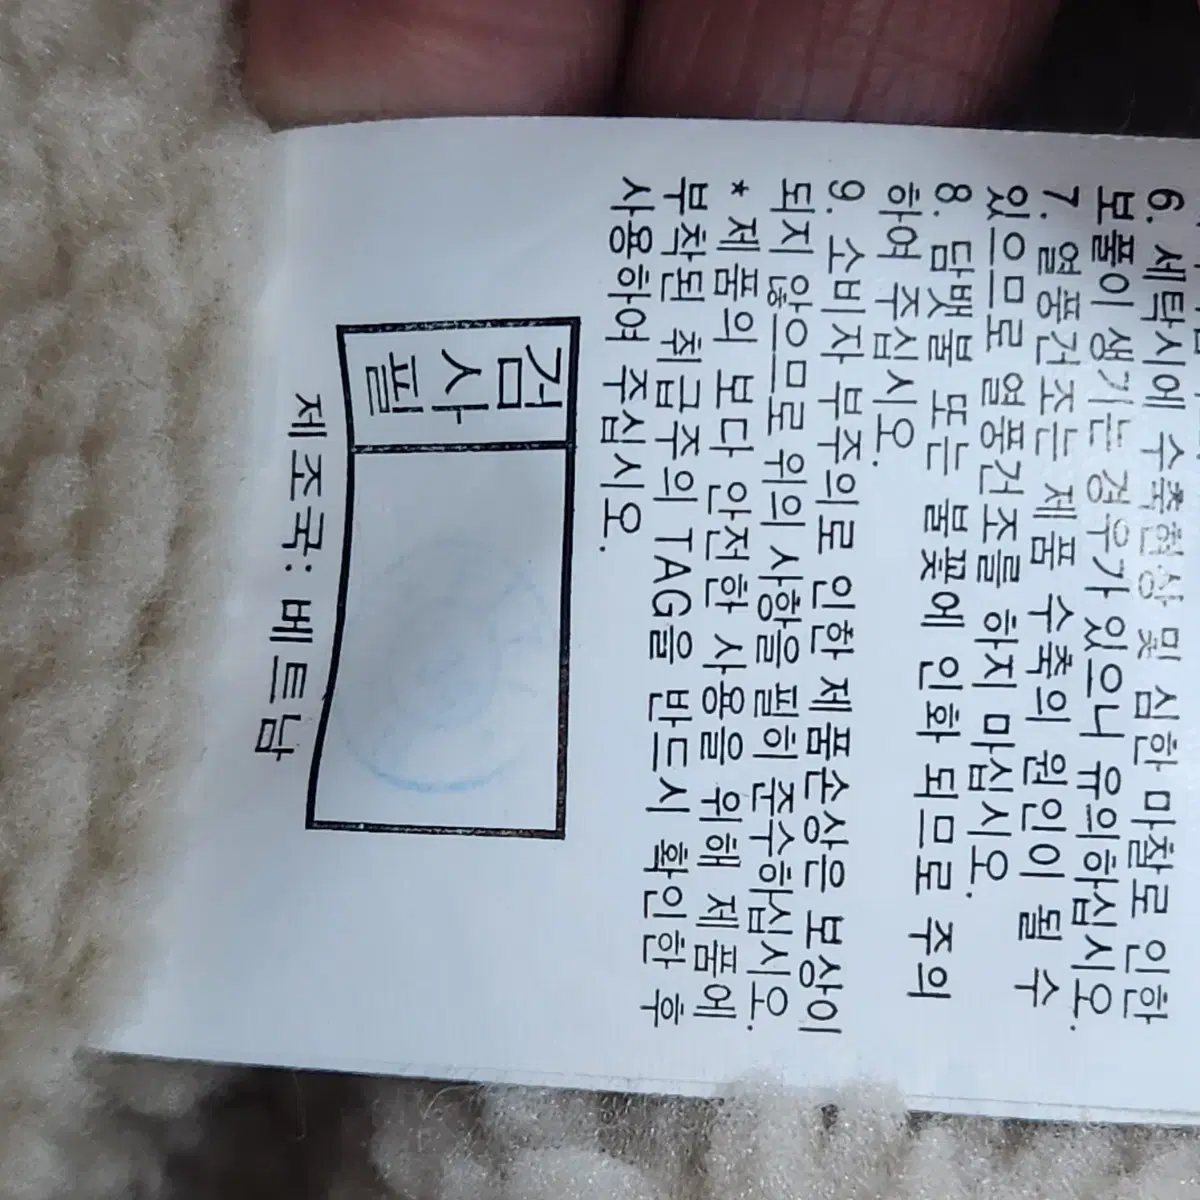 6. 세탁시에 수축현상 및 심한 마찰로 인한
보풀이 생기는 경우가 있으니 유의하십시오.
7. 열풍건조는 제품 수축의 원인이 될 수
있으므로 열풍건조를 하지 마십시오.
8. 담뱃불 또는 불꽃에 인화 되므로 주의
하여 주십시오.
9. 소비자 부주의로 인한 제품손상은 보상이
되지 않으므로 위의 사항을 필히 준수하십시오.
* 제품의 보다 안전한 사용을 위해 제품에
부착된 취급주의 TAG을 반드시 확인한 후
사용하여 주십시오.
검사필
제조국: 베트남